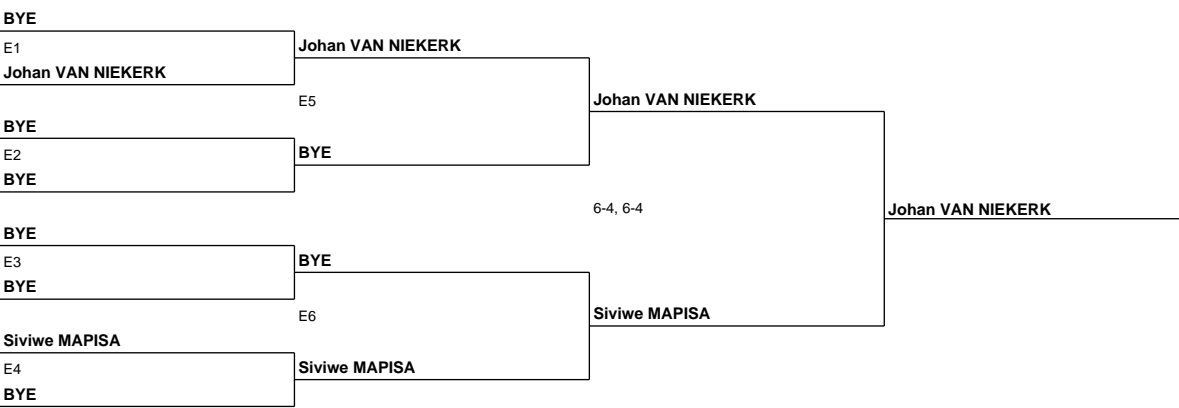 BYE
E1
Johan VAN NIEKERK
Johan VAN NIEKERK
E5
Johan VAN NIEKERK
BYE
E2
BYE
BYE
6-4, 6-4
Johan VAN NIEKERK
BYE
E3
BYE
BYE
E6
Siviwe MAPISA
Siviwe MAPISA
E4
BYE
Siviwe MAPISA